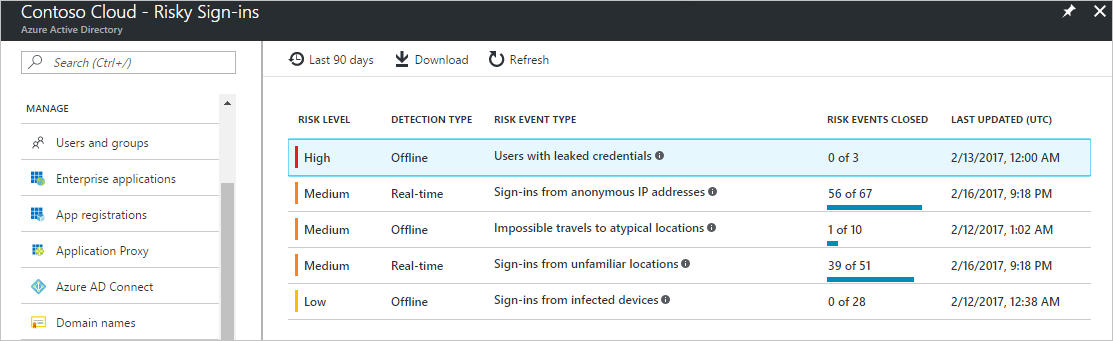 Contoso Cloud - Risky Sign-ins
Azure Active Directory
Search (Ctrl+/)
MANAGE
Users and groups
Enterprise applications
App registrations
Application Proxy
Azure AD Connect
Domain names
Last 90 days Download Refresh
RISK LEVEL DETECTION TYPE RISK EVENT TYPE RISK EVENTS CLOSED LAST UPDATED (UTC)
High Offline Users with leaked credentials 0 of 3 2/13/2017, 12:00 AM
Medium Real-time Sign-ins from anonymous IP addresses 56 of 67 2/16/2017, 9:18 PM
Medium Offline Impossible travels to atypical locations 1 of 10 2/12/2017, 1:02 AM
Medium Real-time Sign-ins from unfamiliar locations 39 of 51 2/16/2017, 9:18 PM
Low Offline Sign-ins from infected devices 0 of 28 2/12/2017, 12:38 AM